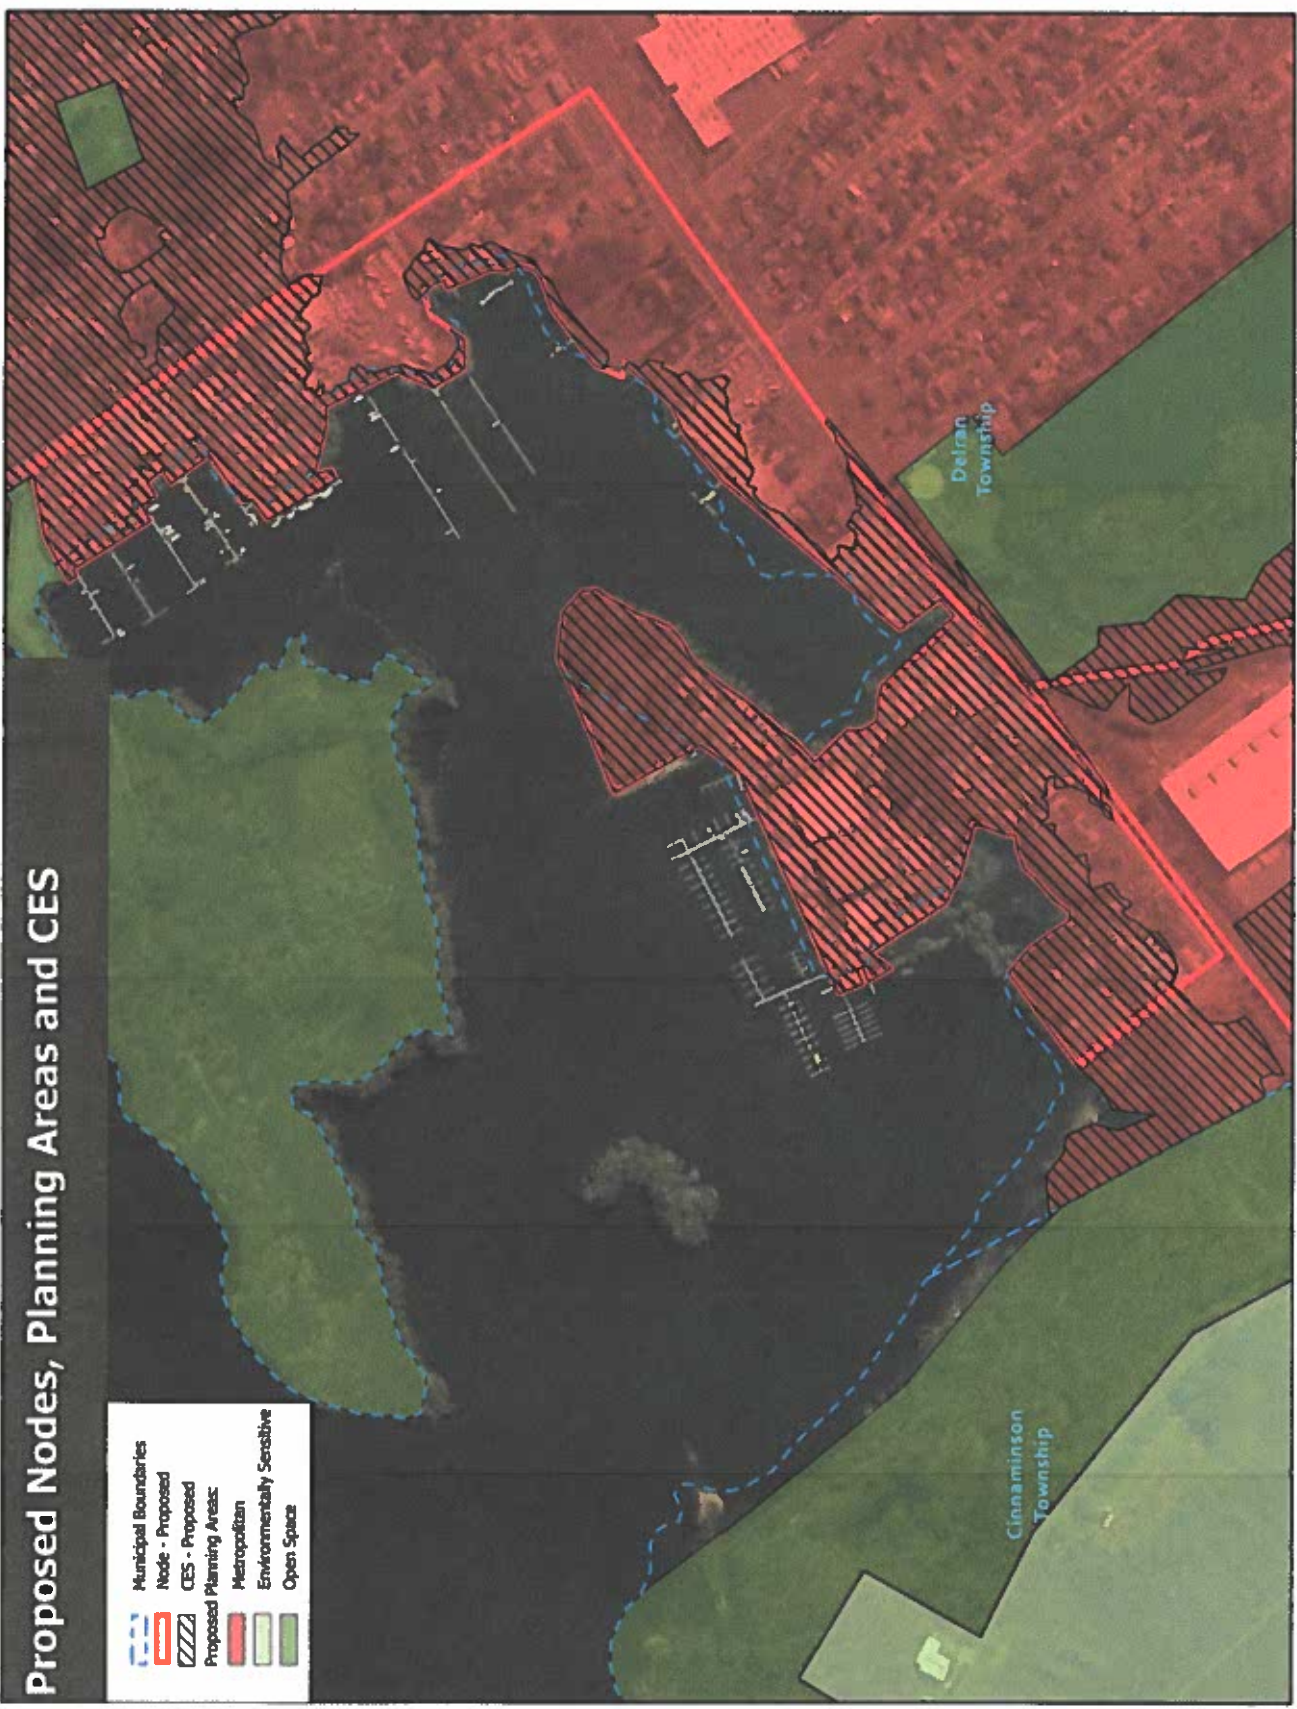 Proposed Nodes, Planning Areas and CES
Municipal Boundaries
Node - Proposed
CES - Proposed
Proposed Planning Areas:
Metropolitan
Environmentally Sensitive
Open Space
Delran
Township
Cinnaminson
Township